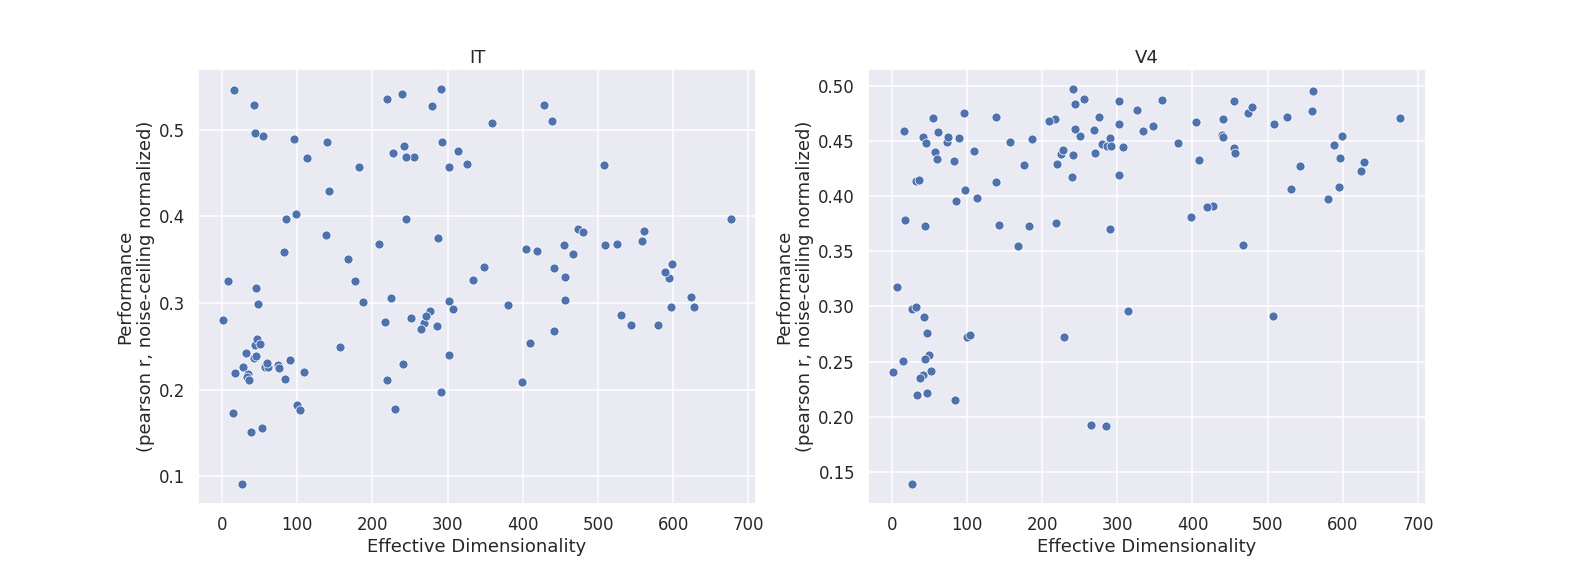 IT
Performance
(pearson r, noise-ceiling normalized)
0.5
0.4
0.3
0.2
0.1
0 100 200 300 400 500 600 700
Effective Dimensionality
V4
Performance
(pearson r, noise-ceiling normalized)
0.50
0.45
0.40
0.35
0.30
0.25
0.20
0.15
0 100 200 300 400 500 600 700
Effective Dimensionality